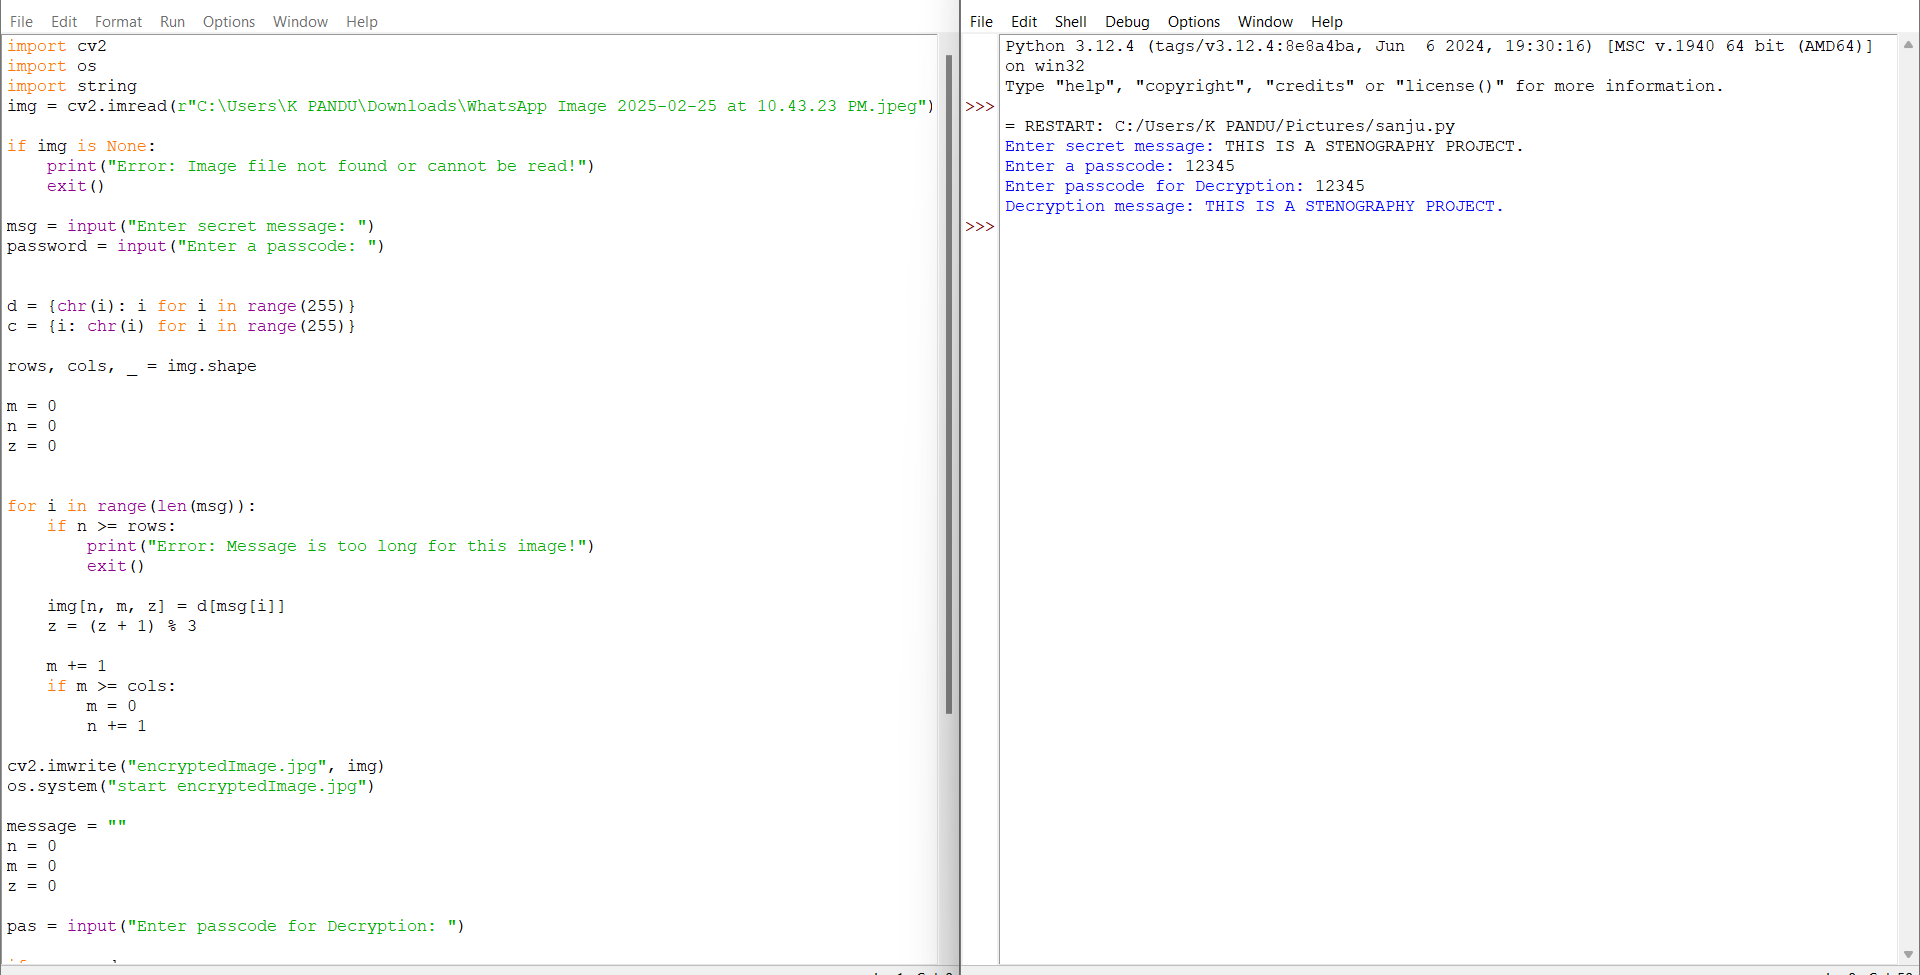 File Edit Format Run Options Window Help
import cv2
import os
import string
img = cv2.imread(r"C:\Users\K PANDU\Downloads\WhatsApp Image 2025-02-25 at 10.43.23 PM.jpeg")
if img is None:
    print("Error: Image file not found or cannot be read!")
    exit()
msg = input("Enter secret message: ")
password = input("Enter a passcode: ")
d = {chr(i): i for i in range(255)}
c = {i: chr(i) for i in range(255)}
rows, cols, _ = img.shape
m = 0
n = 0
z = 0
for i in range(len(msg)):
    if n >= rows:
        print("Error: Message is too long for this image!")
        exit()
    img[n, m, z] = d[msg[i]]
    z = (z + 1) % 3
    m += 1
    if m >= cols:
        m = 0
        n += 1
cv2.imwrite("encryptedImage.jpg", img)
os.system("start encryptedImage.jpg")
message = ""
n = 0
m = 0
z = 0
pas = input("Enter passcode for Decryption: ")
File Edit Shell Debug Options Window Help
Python 3.12.4 (tags/v3.12.4:8e8a4ba, Jun  6 2024, 19:30:16) [MSC v.1940 64 bit (AMD64)]
on win32
Type "help", "copyright", "credits" or "license()" for more information.
>>>
= RESTART: C:/Users/K PANDU/Pictures/sanju.py
Enter secret message: THIS IS A STENOGRAPHY PROJECT.
Enter a passcode: 12345
Enter passcode for Decryption: 12345
Decryption message: THIS IS A STENOGRAPHY PROJECT.
>>>